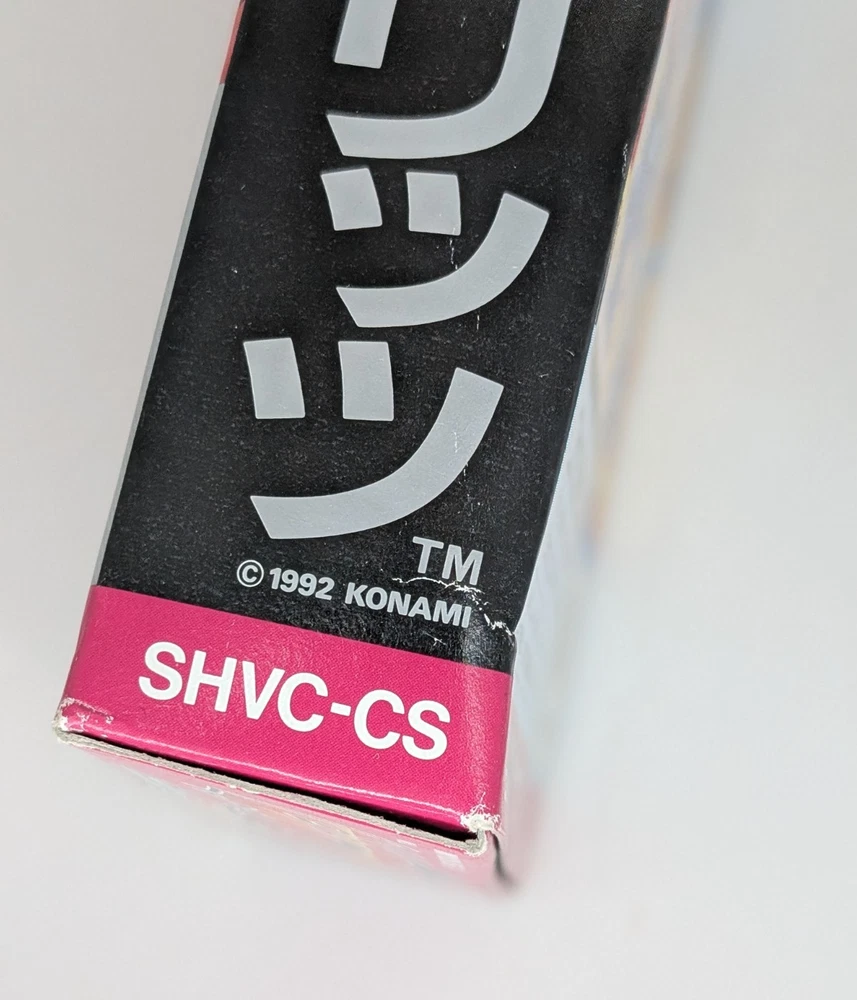 リッツ
TM
© 1992 KONAMI
SHVC-CS